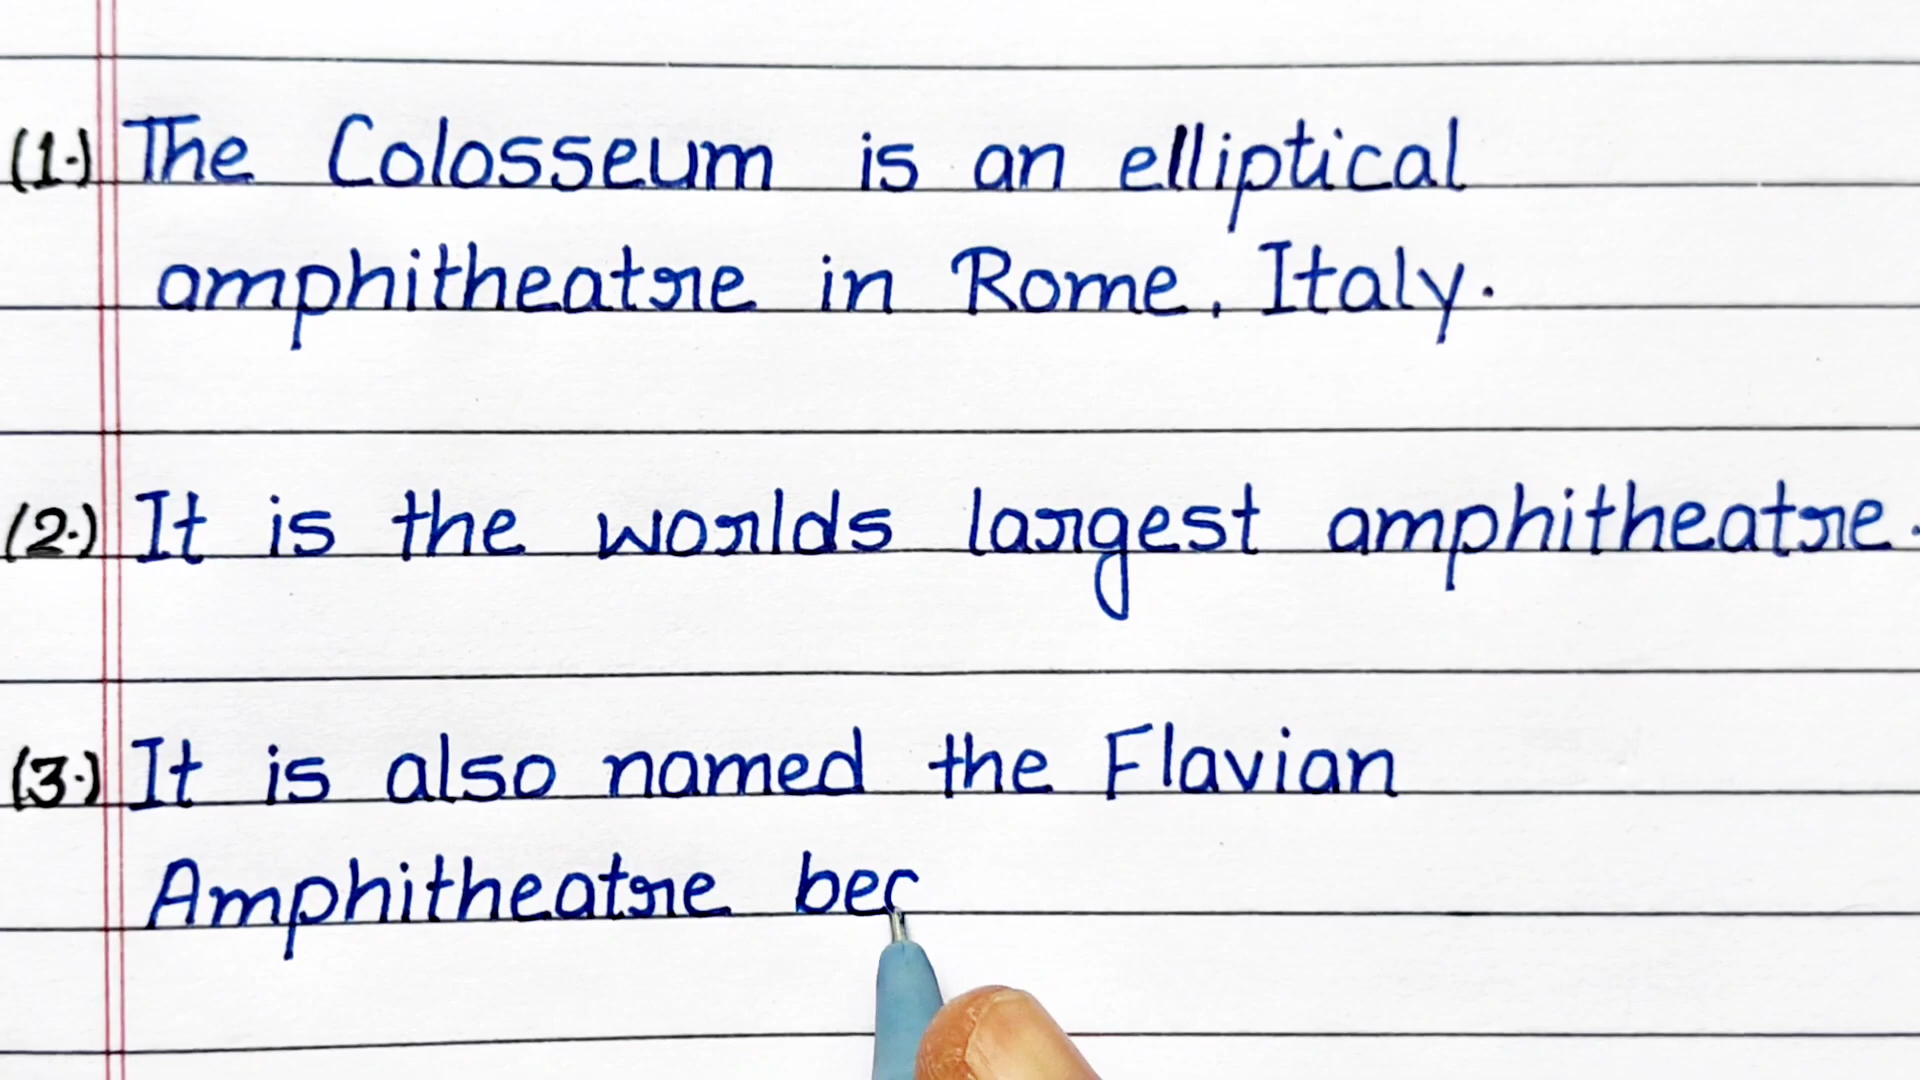 (1.) The Colosseum is an elliptical
amphitheatre in Rome, Italy.
(2.) It is the worlds largest amphitheatre.
(3.) It is also named the Flavian
Amphitheatre bec